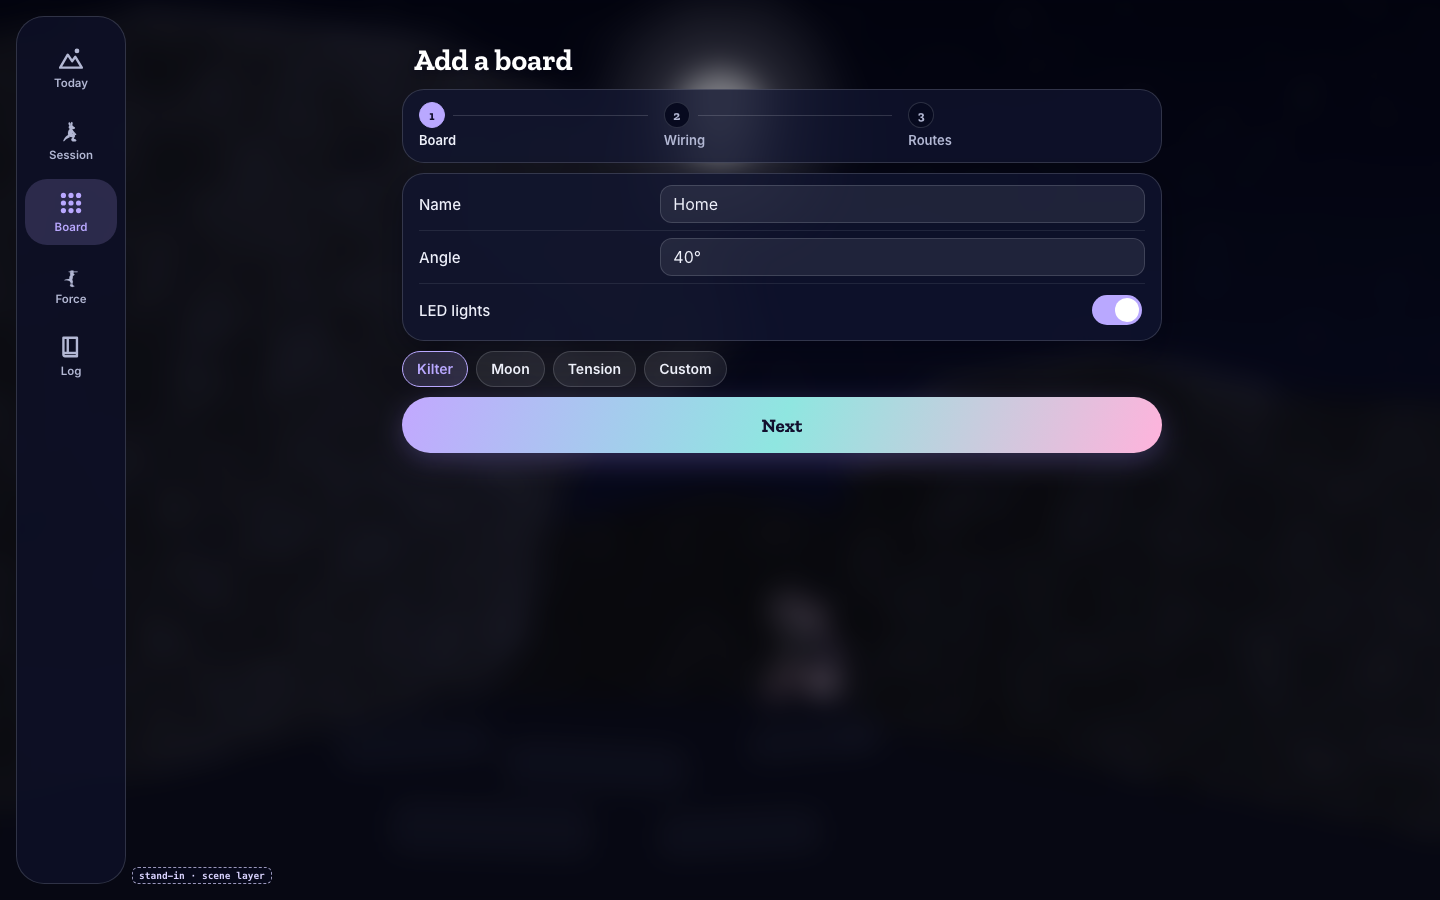 Today
Session
Board
Force
Log
Add a board
1
2
3
Board
Wiring
Routes
Name
Home
Angle
40°
LED lights
Kilter
Moon
Tension
Custom
Next
stand-in · scene layer